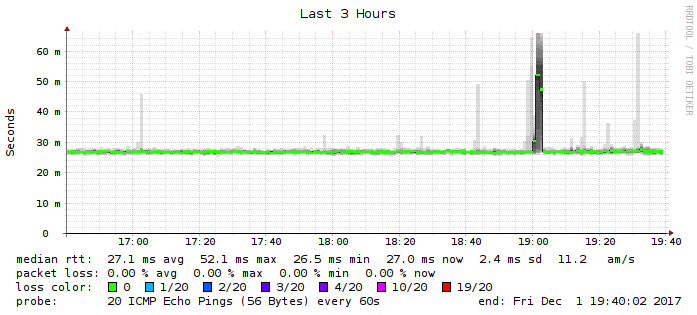 Last 3 Hours
RRDTOOL / TOBI OETIKER
Seconds
60 m
50 m
40 m
30 m
20 m
10 m
0
17:00 17:20 17:40 18:00 18:20 18:40 19:00 19:20 19:40
median rtt: 27.1 ms avg 52.1 ms max 26.5 ms min 27.0 ms now 2.4 ms sd 11.2 am/s
packet loss: 0.00 % avg 0.00 % max 0.00 % min 0.00 % now
loss color: 0 1/20 2/20 3/20 4/20 10/20 19/20
probe: 20 ICMP Echo Pings (56 Bytes) every 60s end: Fri Dec 1 19:40:02 2017